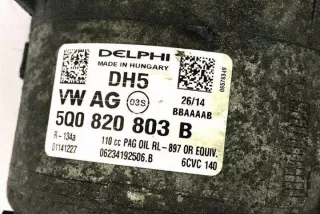 DELPHI
MADE IN HUNGARY
DH5
VW AG 03S 26/14
BBAAAAB
5Q0 820 803 B
R-134a 110 cc PAG OIL RL-897 OR EQUIV.
01141227 06234192506.B 6CVC 140